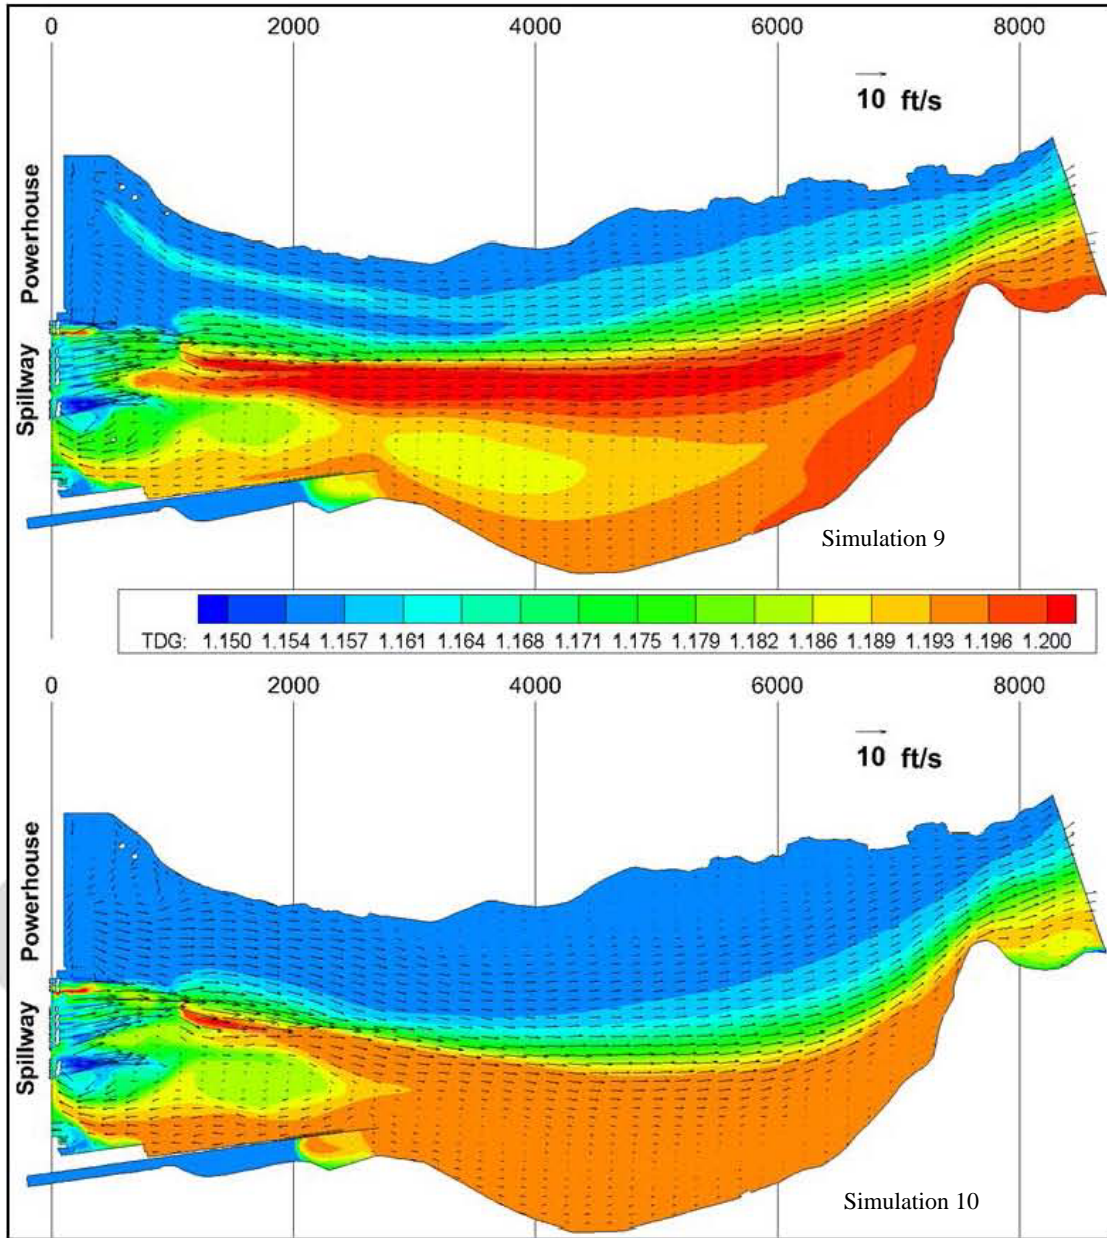 0 2000 4000 6000 8000
10 ft/s
Powerhouse
Spillway
Simulation 9
TDG: 1.150 1.154 1.157 1.161 1.164 1.168 1.171 1.175 1.179 1.182 1.186 1.189 1.193 1.196 1.200
0 2000 4000 6000 8000
10 ft/s
Powerhouse
Spillway
Simulation 10